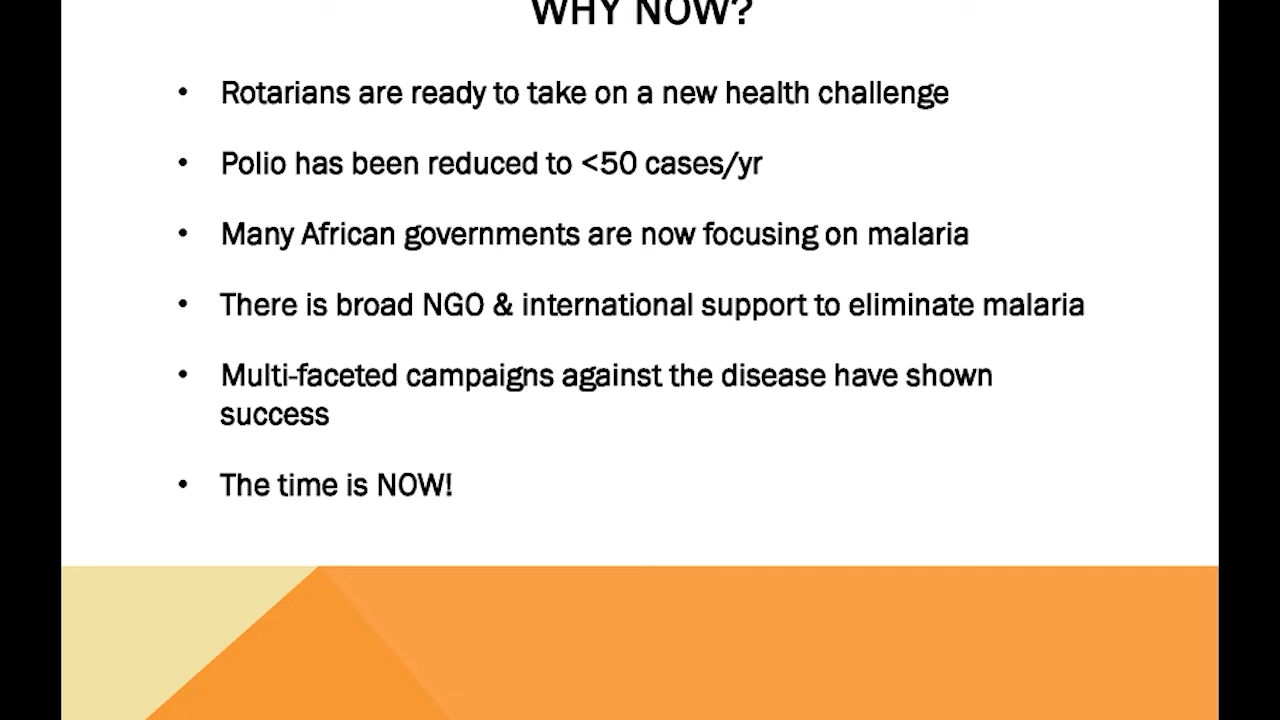 WHY NOW?
• Rotarians are ready to take on a new health challenge
• Polio has been reduced to <50 cases/yr
• Many African governments are now focusing on malaria
• There is broad NGO & international support to eliminate malaria
• Multi-faceted campaigns against the disease have shown
success
• The time is NOW!